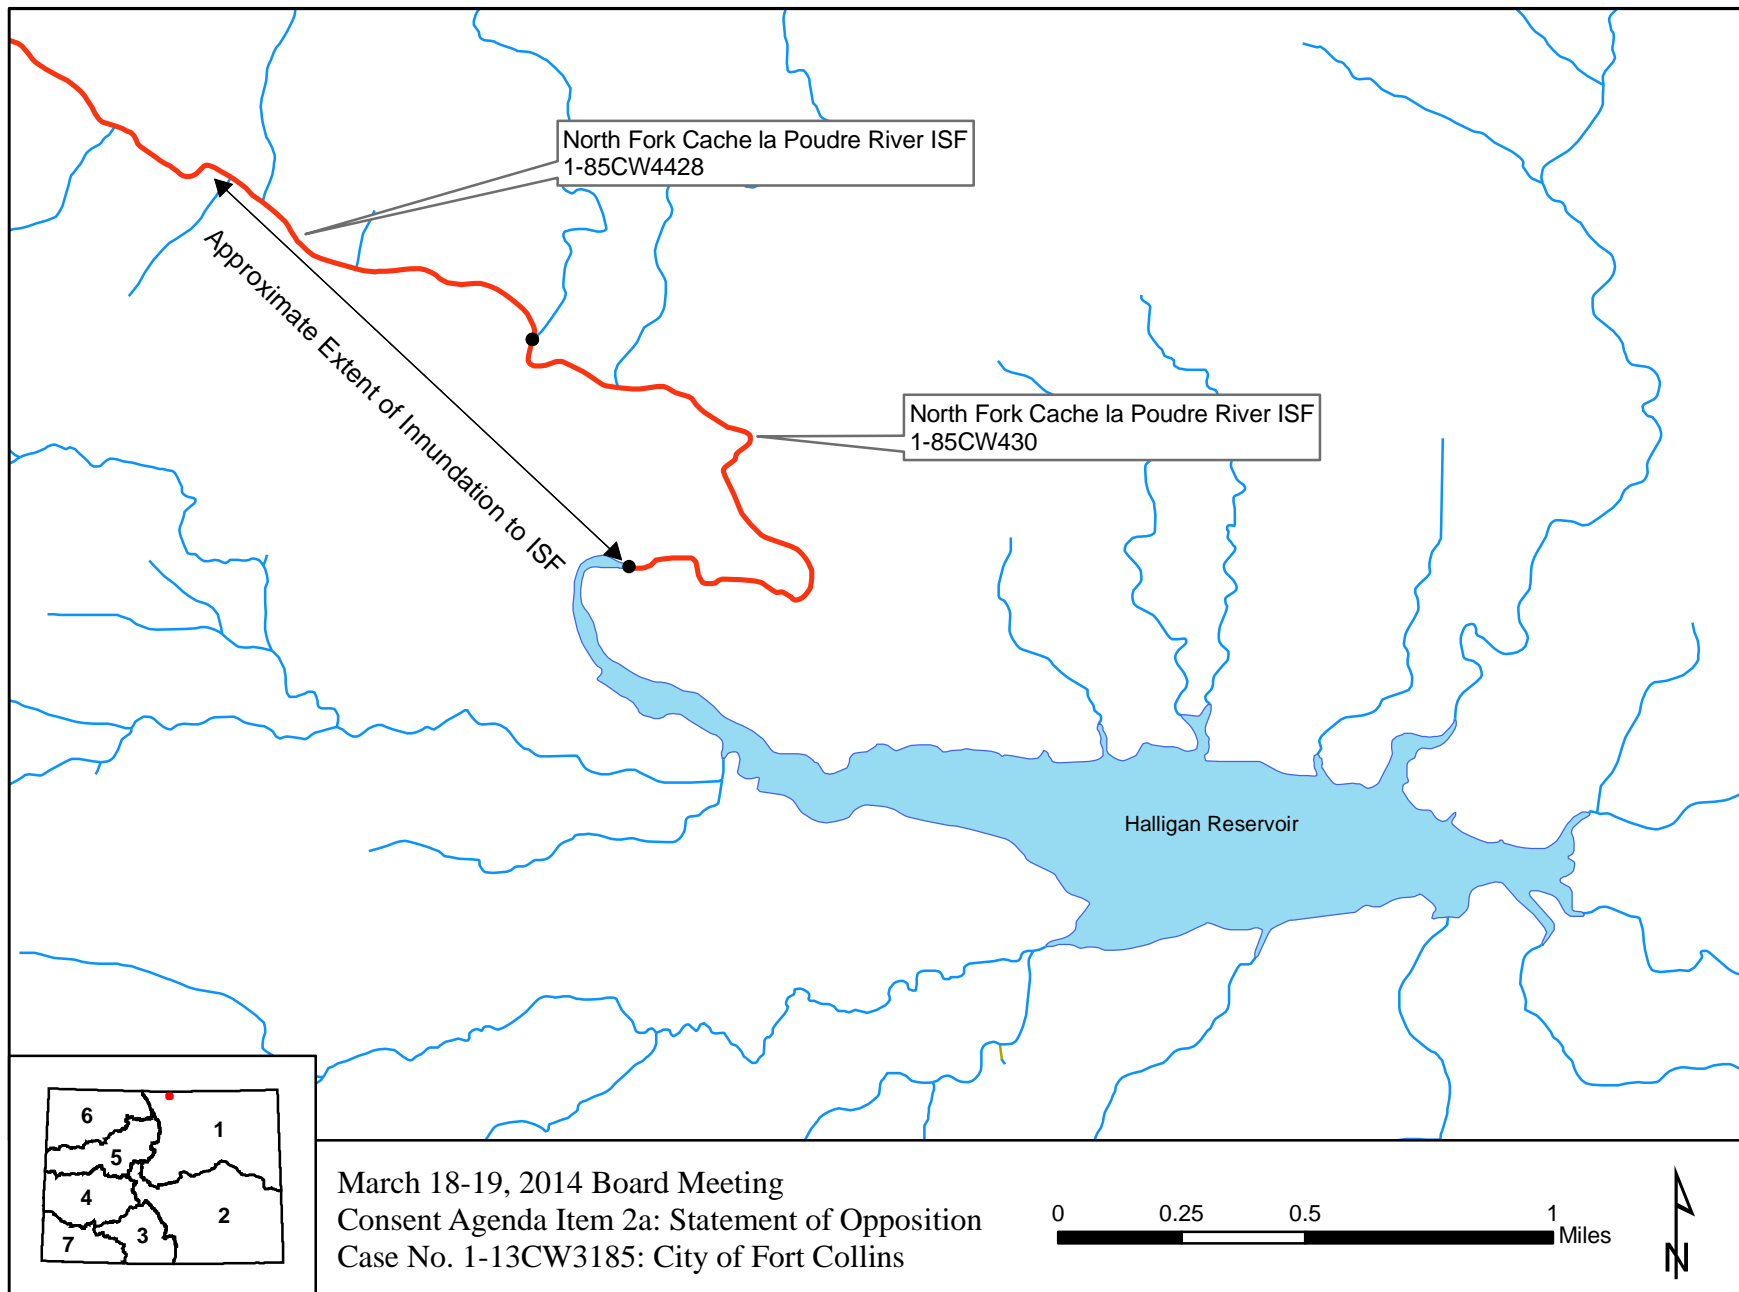 North Fork Cache la Poudre River ISF
1-85CW4428
Approximate Extent of Innundation to ISF
North Fork Cache la Poudre River ISF
1-85CW430
Halligan Reservoir
6
1
5
4
2
3
7
March 18-19, 2014 Board Meeting
Consent Agenda Item 2a: Statement of Opposition
Case No. 1-13CW3185: City of Fort Collins
0 0.25 0.5 1
Miles
N